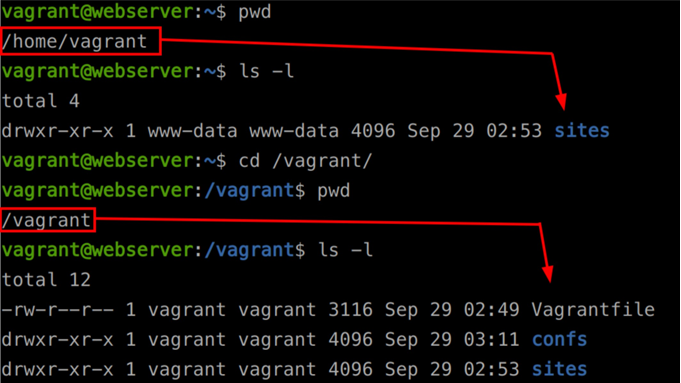 vagrant@webserver:~$ pwd
/home/vagrant
vagrant@webserver:~$ ls -l
total 4
drwxr-xr-x 1 www-data www-data 4096 Sep 29 02:53 sites
vagrant@webserver:~$ cd /vagrant/
vagrant@webserver:/vagrant$ pwd
/vagrant
vagrant@webserver:/vagrant$ ls -l
total 12
-rw-r--r-- 1 vagrant vagrant 3116 Sep 29 02:49 Vagrantfile
drwxr-xr-x 1 vagrant vagrant 4096 Sep 29 03:11 confs
drwxr-xr-x 1 vagrant vagrant 4096 Sep 29 02:53 sites